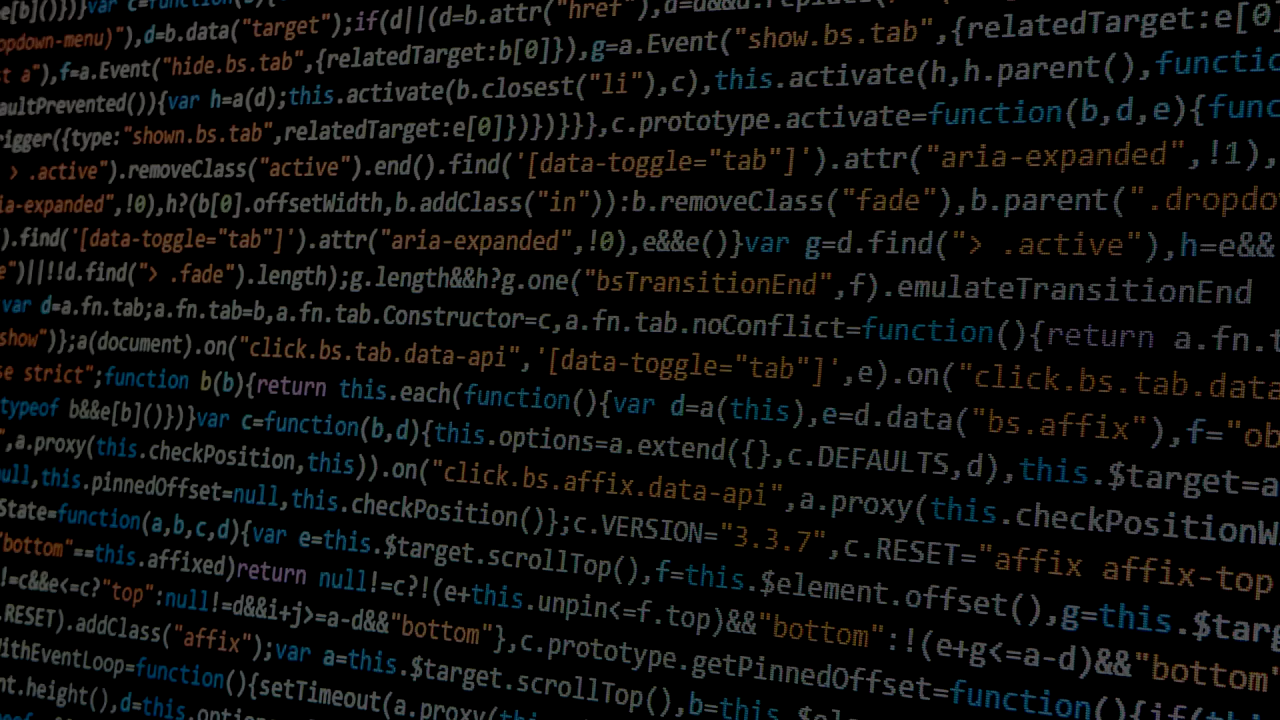 e[b]()})}var c=function(
opdown-menu)"),d=b.data("target");if(d||(d=b.attr("href"),d=d&&d.
st a"),f=a.Event("hide.bs.tab",{relatedTarget:b[0]}),g=a.Event("show.bs.tab",{relatedTarget:e[0]
aultPrevented()){var h=a(d);this.activate(b.closest("li"),c),this.activate(h,h.parent(),functio
rigger({type:"shown.bs.tab",relatedTarget:e[0]})})}}},c.prototype.activate=function(b,d,e){func
> .active").removeClass("active").end().find('[data-toggle="tab"]').attr("aria-expanded",!1),
ia-expanded",!0),h?(b[0].offsetWidth,b.addClass("in")):b.removeClass("fade"),b.parent(".dropdo
).find('[data-toggle="tab"]').attr("aria-expanded",!0),e&&e()}var g=d.find("> .active"),h=e&&
e")||!!d.find("> .fade").length);g.length&&h?g.one("bsTransitionEnd",f).emulateTransitionEnd
var d=a.fn.tab;a.fn.tab=b,a.fn.tab.Constructor=c,a.fn.tab.noConflict=function(){return a.fn.t
show")};a(document).on("click.bs.tab.data-api",'[data-toggle="tab"]',e).on("click.bs.tab.data
se strict";function b(b){return this.each(function(){var d=a(this),e=d.data("bs.affix"),f="ob
typeof b&&e[b]()})}var c=function(b,d){this.options=a.extend({},c.DEFAULTS,d),this.$target=a
",a.proxy(this.checkPosition,this)).on("click.bs.affix.data-api",a.proxy(this.checkPositionW
ull,this.pinnedOffset=null,this.checkPosition()};c.VERSION="3.3.7",c.RESET="affix affix-top
State=function(a,b,c,d){var e=this.$target.scrollTop(),f=this.$element.offset(),g=this.$targ
"bottom"==this.affixed)return null!=c?!(e+this.unpin<=f.top)&&"bottom":!(e+g<=a-d)&&"bottom"
!=c&&e<=c?"top":null!=d&&i+j>=a-d&&"bottom"},c.prototype.getPinnedOffset=function(){if(this
.RESET).addClass("affix");var a=this.$target.scrollTop(),b=this.$ele
ithEventLoop=function(){setTimeout(a.proxy(this
nt.height(),d=this.option